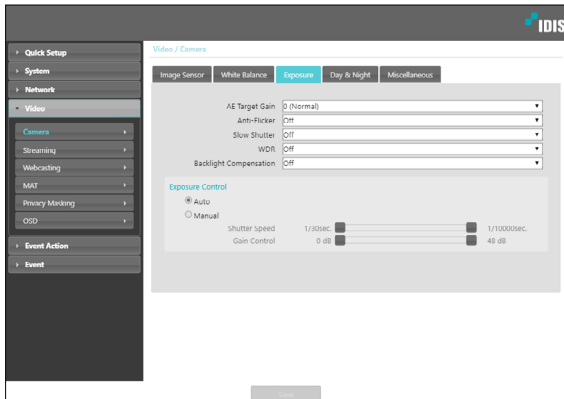 IDIS
Quick Setup
System
Network
Video
Camera
Streaming
Webcasting
MAT
Privacy Masking
OSD
Event Action
Event
Video / Camera
Image Sensor White Balance Exposure Day & Night Miscellaneous
AE Target Gain 0 (Normal)
Anti-Flicker Off
Slow Shutter Off
WDR Off
Backlight Compensation Off
Exposure Control
Auto
Manual
Shutter Speed 1/30sec. 1/10000sec.
Gain Control 0 dB 48 dB
Save